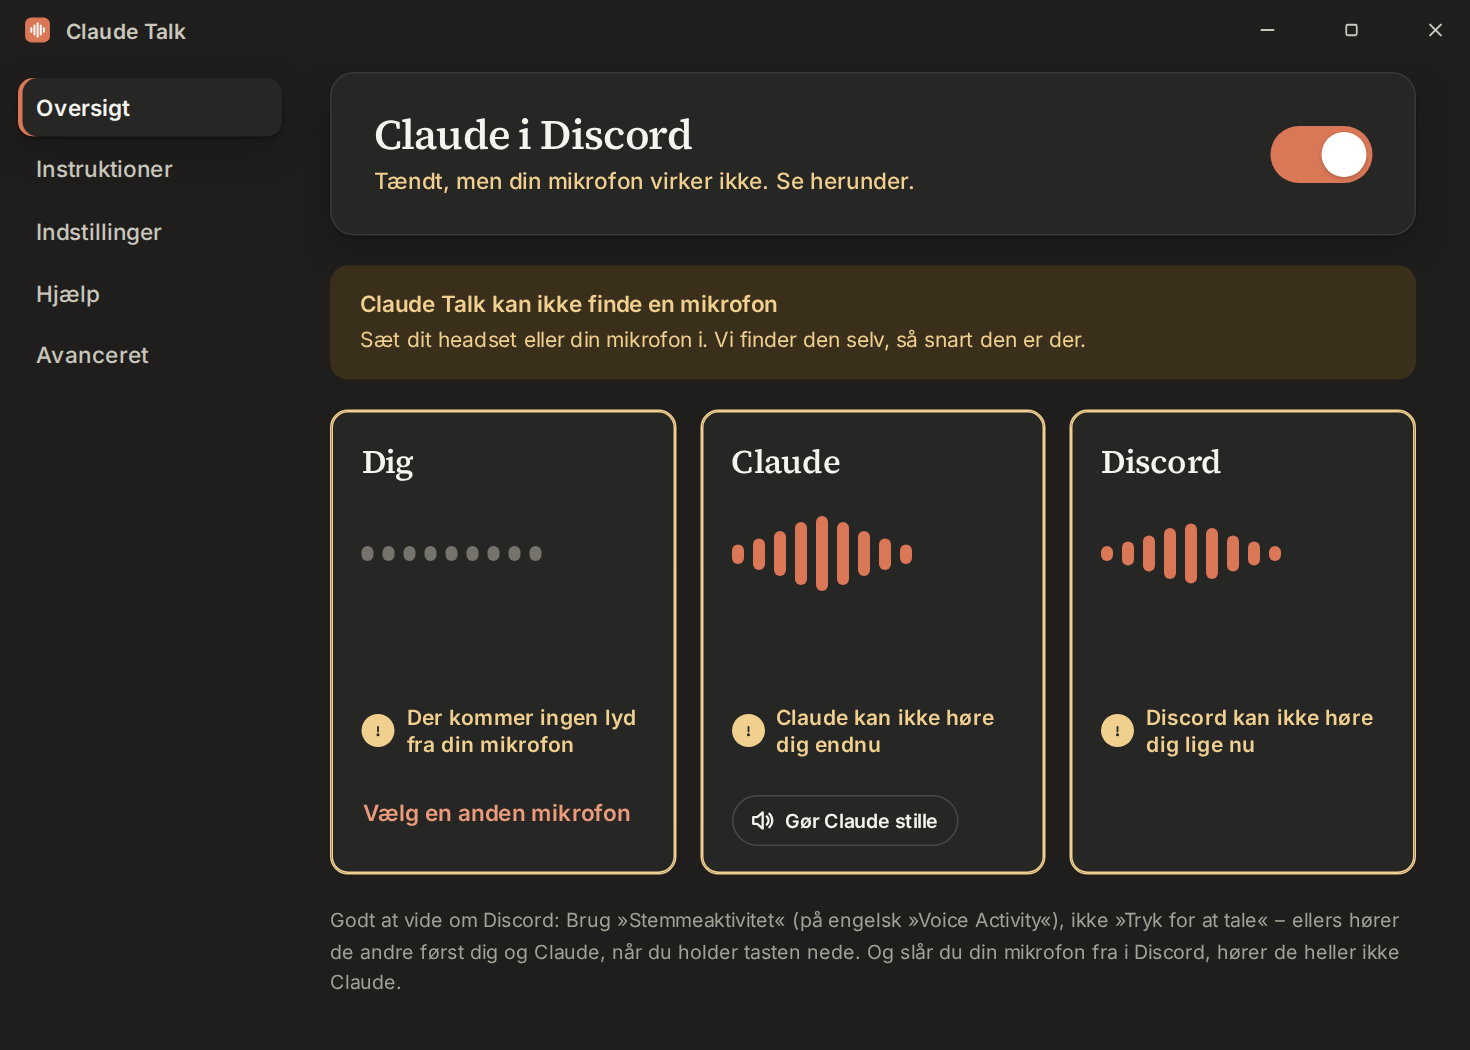 Claude Talk
Oversigt
Instruktioner
Indstillinger
Hjælp
Avanceret
Claude i Discord
Tændt, men din mikrofon virker ikke. Se herunder.
Claude Talk kan ikke finde en mikrofon
Sæt dit headset eller din mikrofon i. Vi finder den selv, så snart den er der.
Dig
! Der kommer ingen lyd
fra din mikrofon
Vælg en anden mikrofon
Claude
! Claude kan ikke høre
dig endnu
Gør Claude stille
Discord
! Discord kan ikke høre
dig lige nu
Godt at vide om Discord: Brug »Stemmeaktivitet« (på engelsk »Voice Activity«), ikke »Tryk for at tale« – ellers hører
de andre først dig og Claude, når du holder tasten nede. Og slår du din mikrofon fra i Discord, hører de heller ikke
Claude.